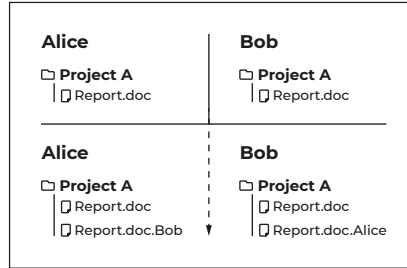 Alice
Project A
Report.doc
Bob
Project A
Report.doc
Alice
Project A
Report.doc
Report.doc.Bob
Bob
Project A
Report.doc
Report.doc.Alice